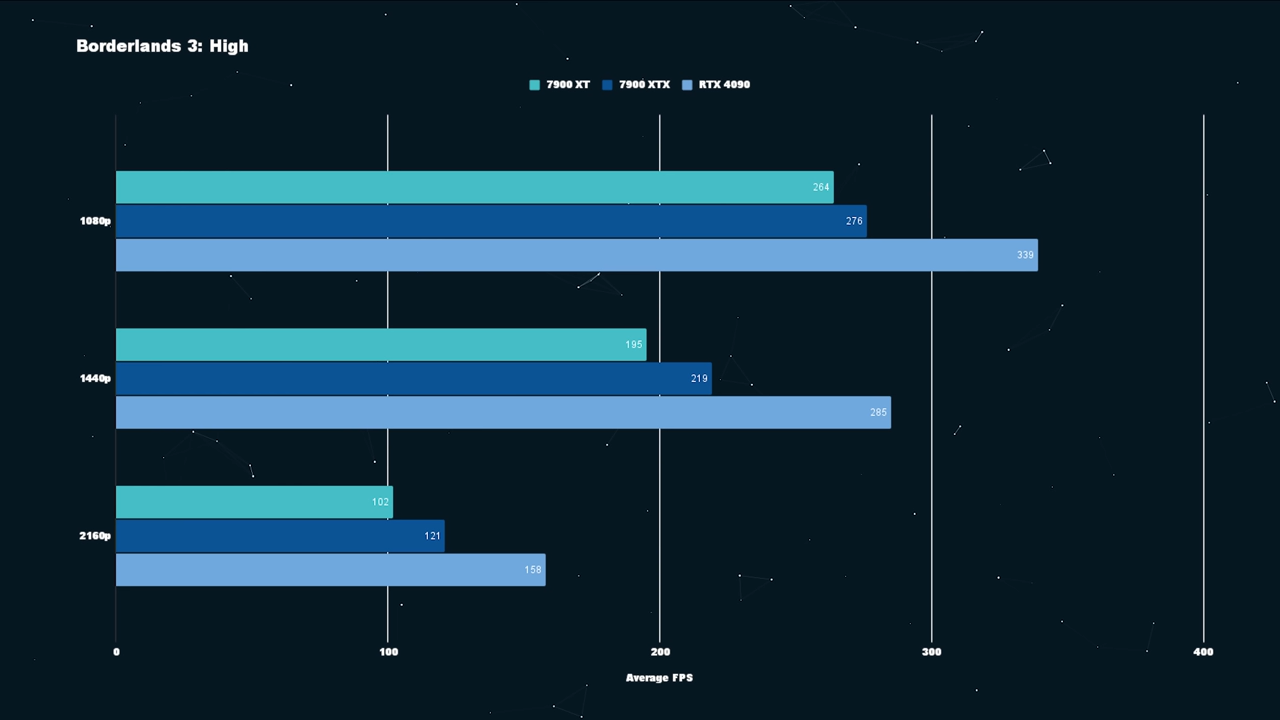 Borderlands 3: High
7900 XT 7900 XTX RTX 4090
264
1080p 276
339
195
1440p 219
285
102
2160p 121
158
0 100 200 300 400
Average FPS